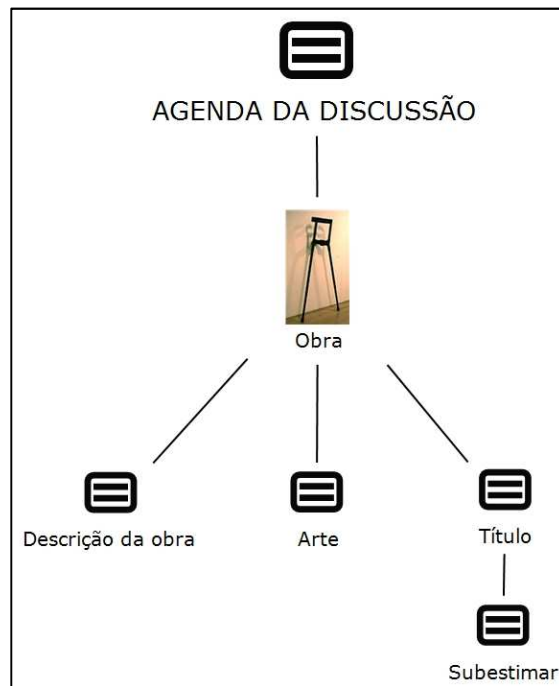 AGENDA DA DISCUSSÃO
Obra
Descrição da obra
Arte
Título
Subestimar